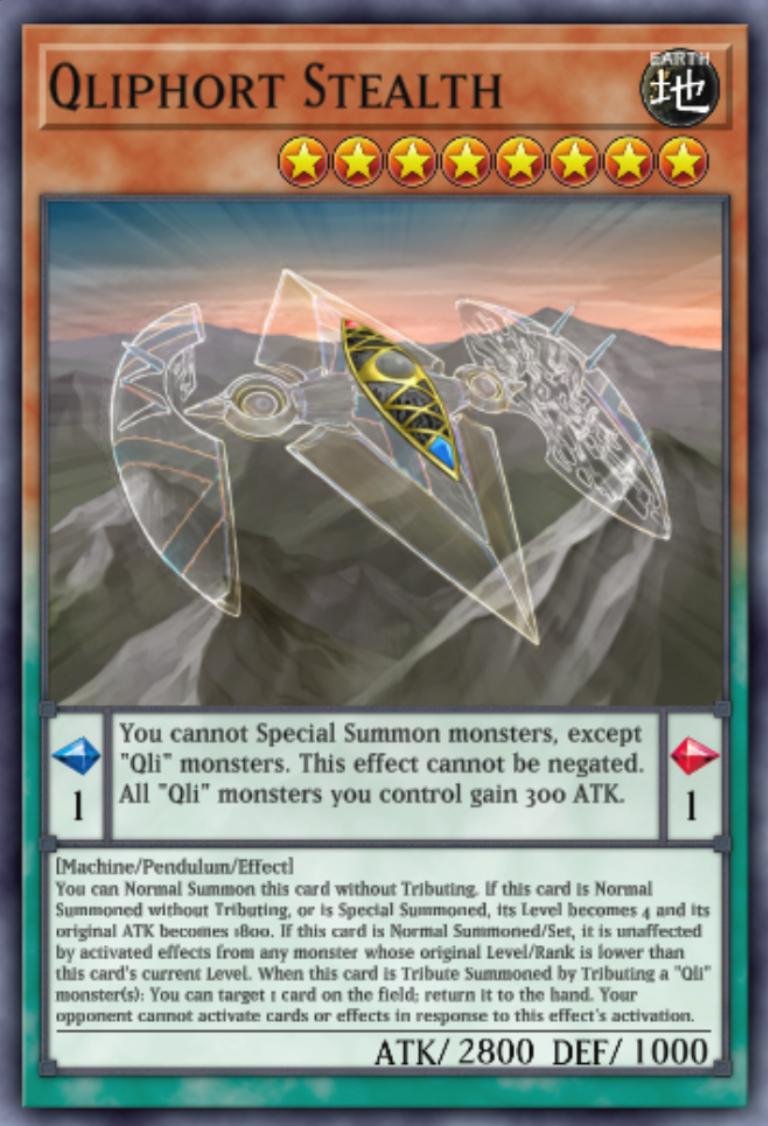 Qliphort Stealth
EARTH
地
You cannot Special Summon monsters, except
"Qli" monsters. This effect cannot be negated.
All "Qli" monsters you control gain 300 ATK.
1
1
[Machine/Pendulum/Effect]
You can Normal Summon this card without Tributing. If this card is Normal
Summoned without Tributing, or is Special Summoned, its Level becomes 4 and its
original ATK becomes 1800. If this card is Normal Summoned/Set, it is unaffected
by activated effects from any monster whose original Level/Rank is lower than
this card's current Level. When this card is Tribute Summoned by Tributing a "Qli"
monster(s): You can target 1 card on the field; return it to the hand. Your
opponent cannot activate cards or effects in response to this effect's activation.
ATK/ 2800 DEF/ 1000